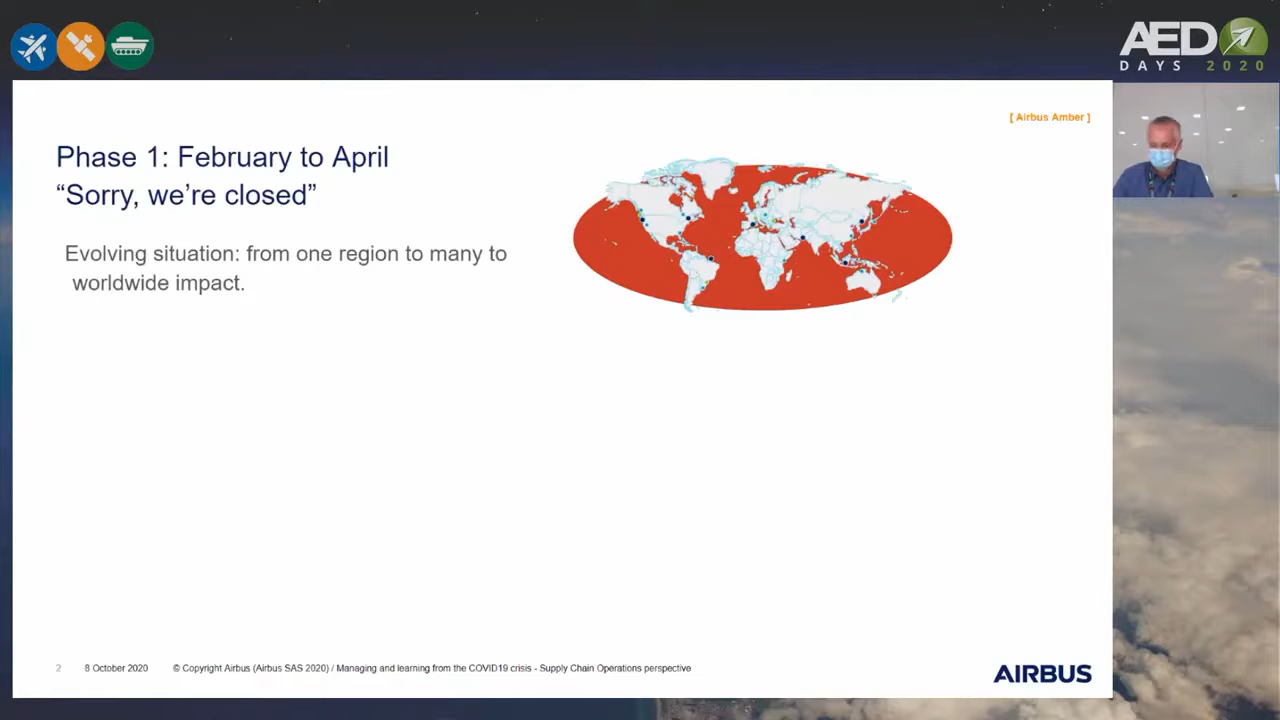 AED
DAYS 2020
[ Airbus Amber ]
Phase 1: February to April
“Sorry, we’re closed”
Evolving situation: from one region to many to
worldwide impact.
2 8 October 2020 © Copyright Airbus (Airbus SAS 2020) / Managing and learning from the COVID19 crisis - Supply Chain Operations perspective
AIRBUS